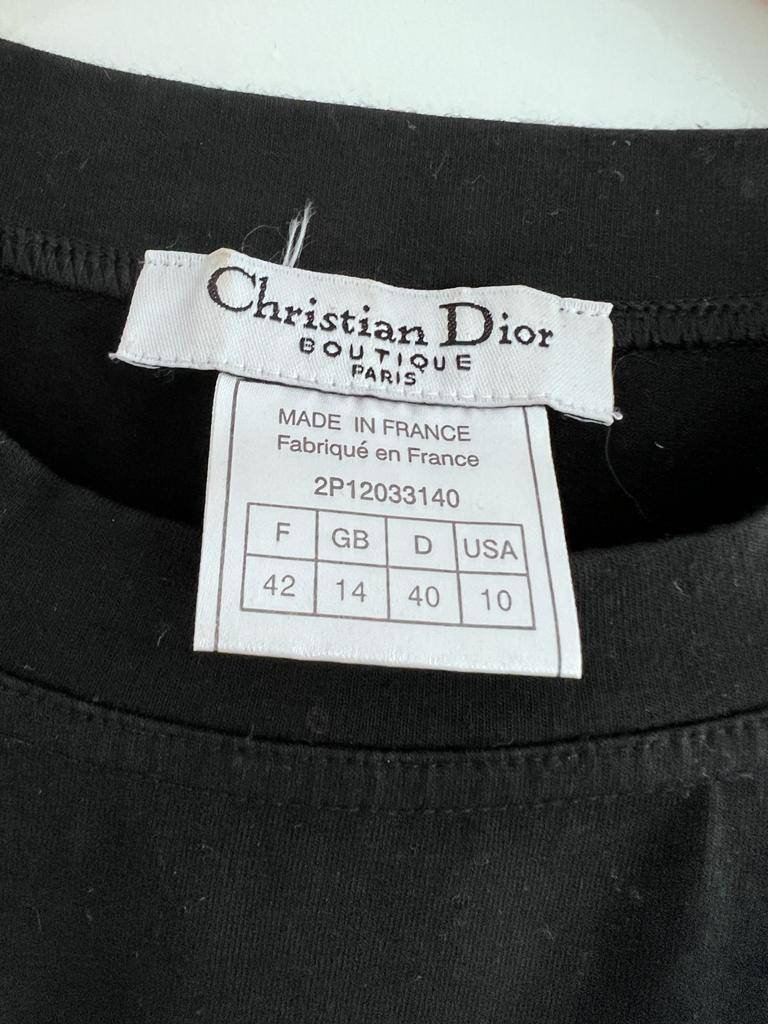 Christian Dior
BOUTIQUE
PARIS
MADE IN FRANCE
Fabriqué en France
2P12033140
F GB D USA
42 14 40 10